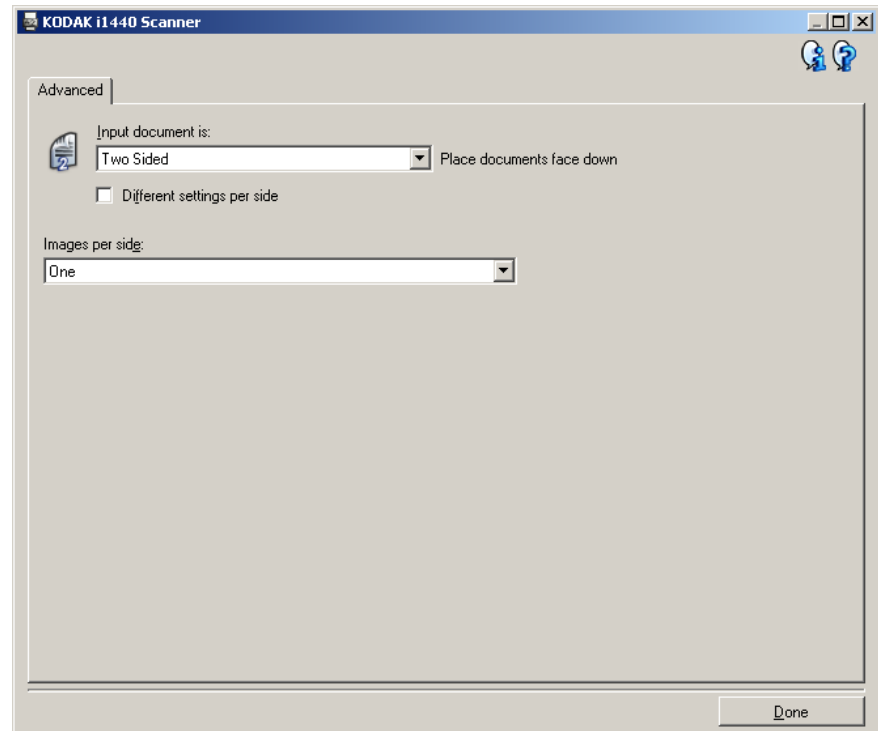 KODAK i1440 Scanner
Advanced
Input document is:
2
Two Sided
Place documents face down
Different settings per side
Images per side:
One
Done